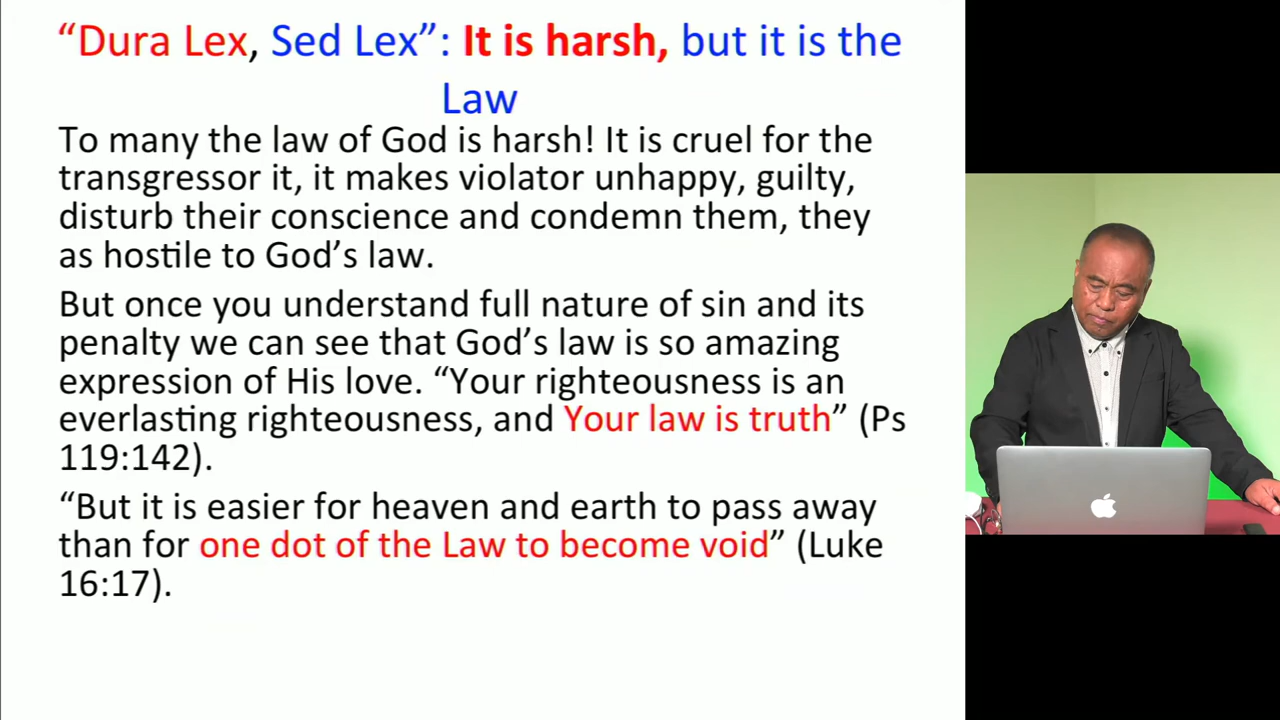 “Dura Lex, Sed Lex”: It is harsh, but it is the
Law
To many the law of God is harsh! It is cruel for the
transgressor it, it makes violator unhappy, guilty,
disturb their conscience and condemn them, they
as hostile to God’s law.
But once you understand full nature of sin and its
penalty we can see that God’s law is so amazing
expression of His love. “Your righteousness is an
everlasting righteousness, and Your law is truth” (Ps
119:142).
“But it is easier for heaven and earth to pass away
than for one dot of the Law to become void” (Luke
16:17).